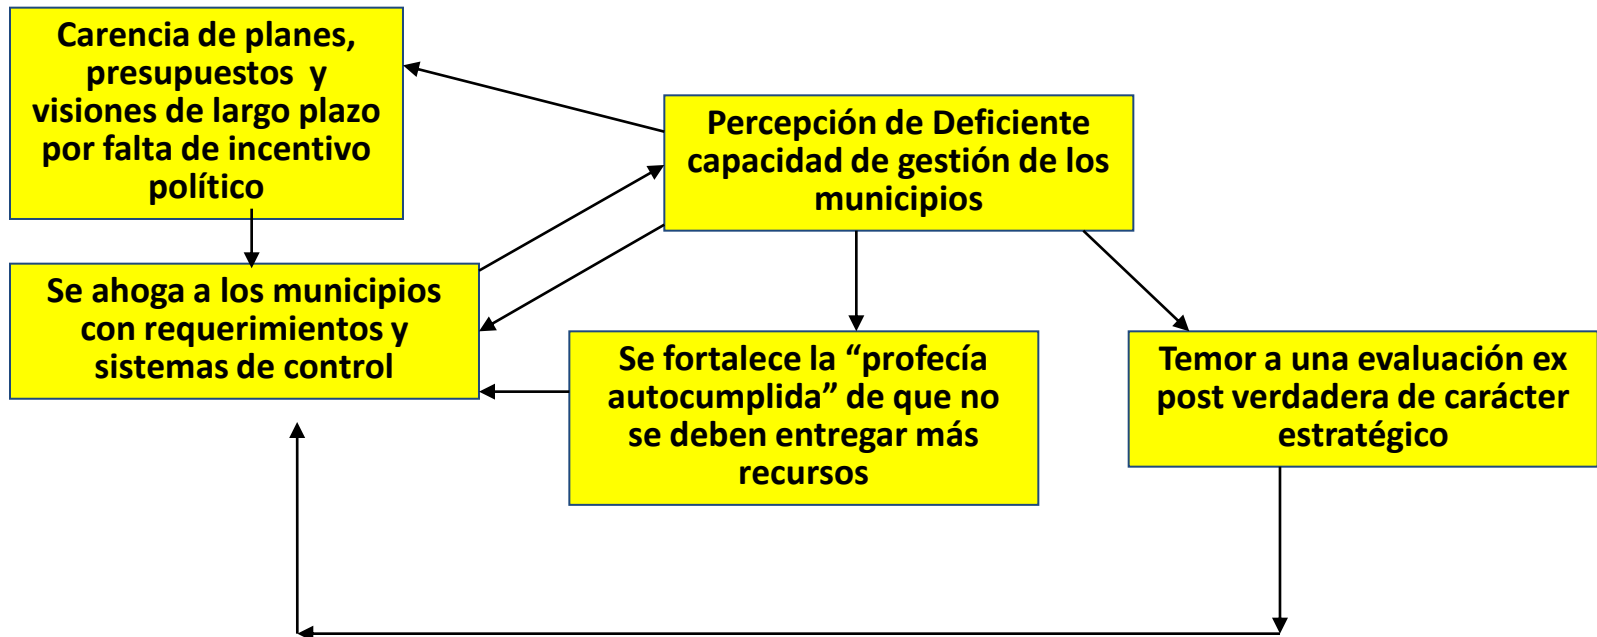 Carencia de planes,
presupuestos y
visiones de largo plazo
por falta de incentivo
político
Percepción de Deficiente
capacidad de gestión de los
municipios
Se ahoga a los municipios
con requerimientos y
sistemas de control
Se fortalece la “profecía
autocumplida” de que no
se deben entregar más
recursos
Temor a una evaluación ex
post verdadera de carácter
estratégico